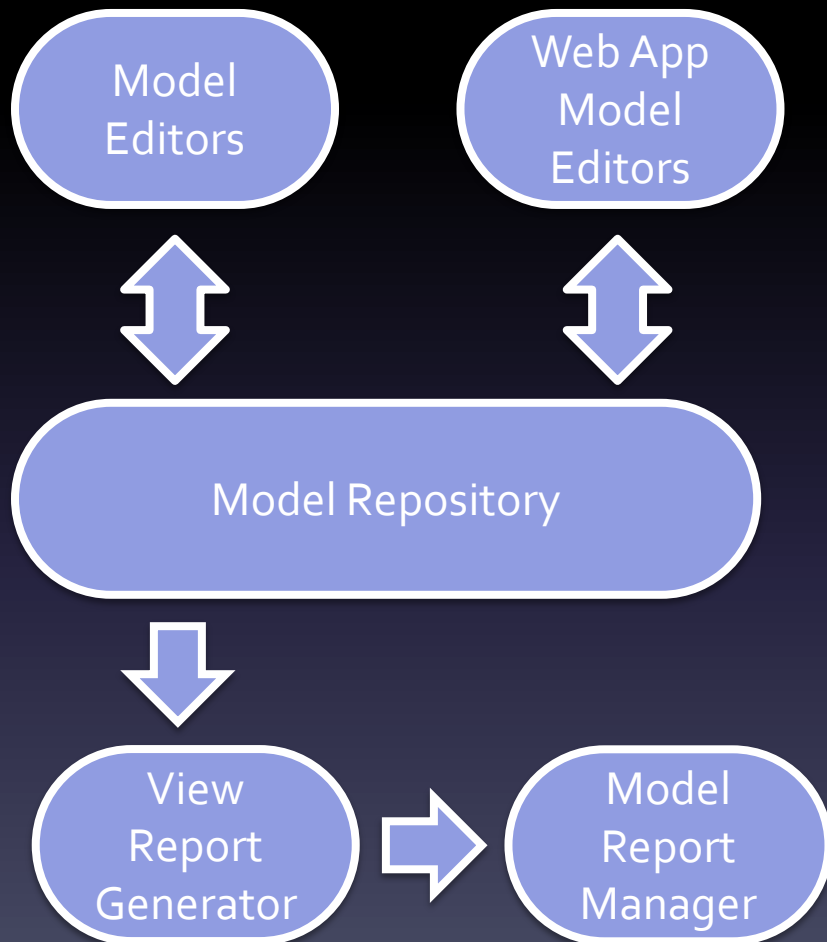 Model
Editors
Web App
Model
Editors
Model Repository
View
Report
Generator
Model
Report
Manager